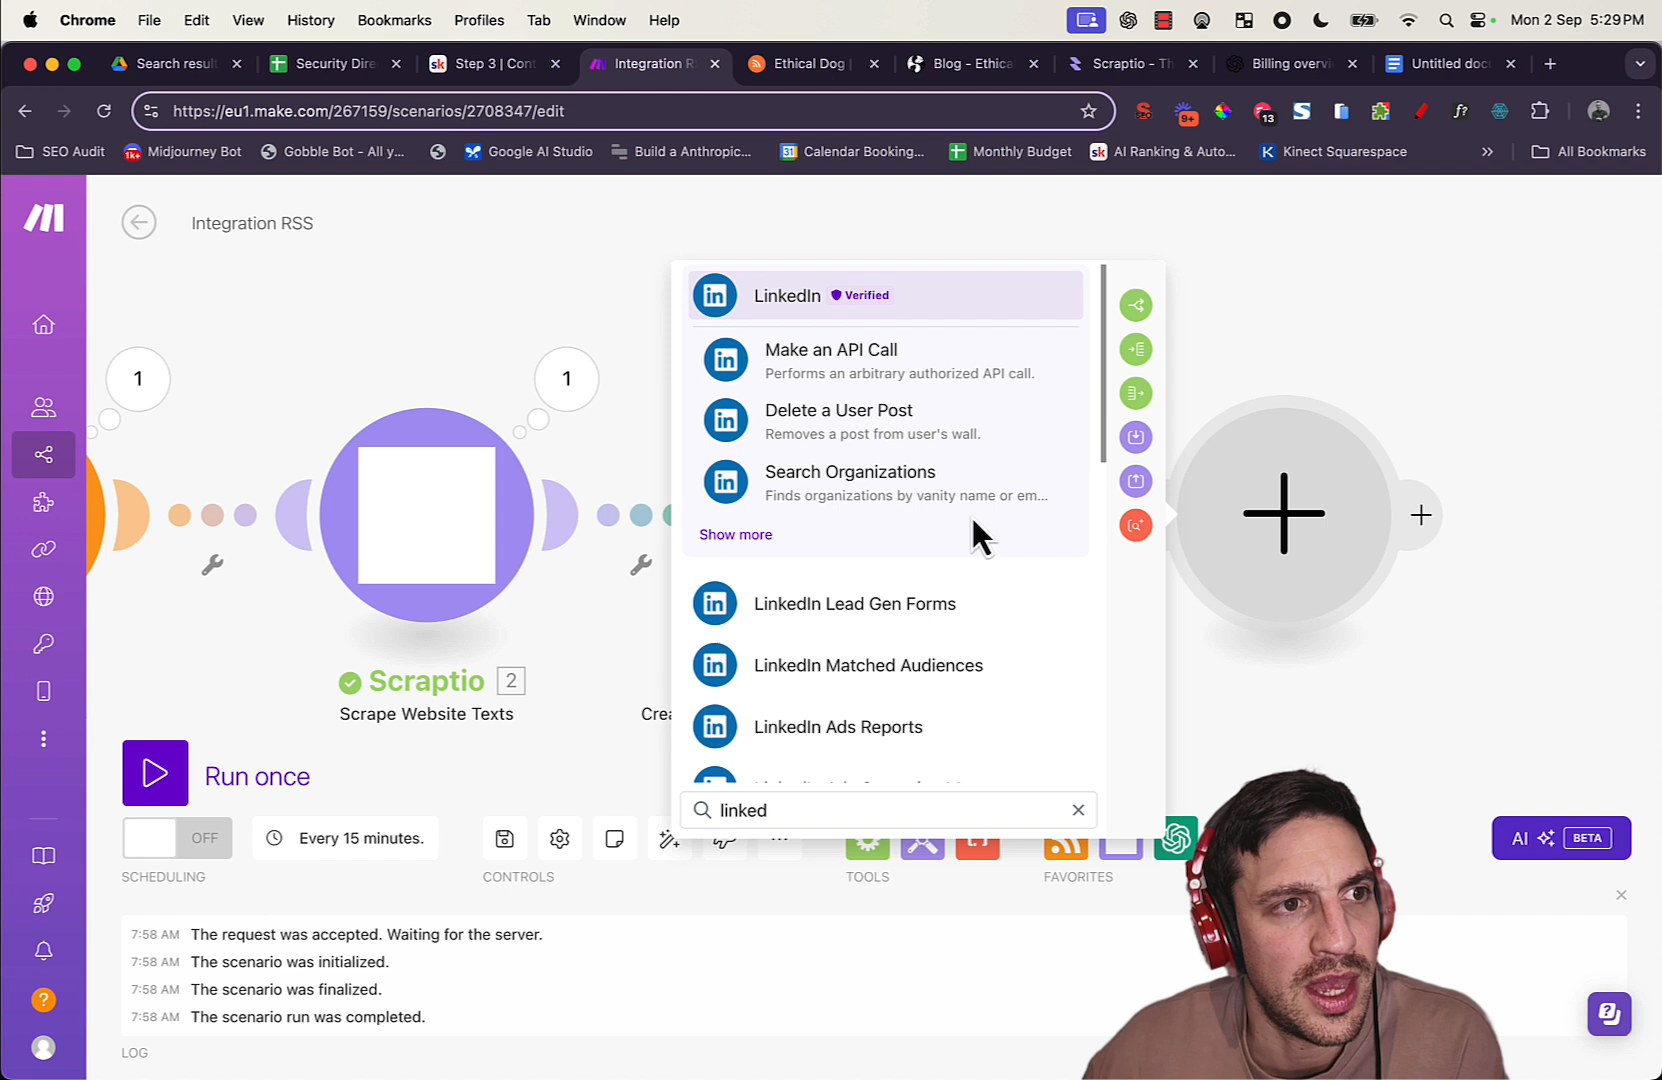 Chrome File Edit View History Bookmarks Profiles Tab Window Help Mon 2 Sep 5:29 PM
Search result Security Dire Step 3 | Cont Integration R Ethical Dog Blog - Ethica Scraptio - Th Billing overvi Untitled doc
https://eu1.make.com/267159/scenarios/2708347/edit
SEO 9+ 13 S f?
SEO Audit 1K+ Midjourney Bot Gobble Bot - All y... Google AI Studio Build a Anthropic... 31 Calendar Booking... Monthly Budget sk AI Ranking & Auto... K Kinect Squarespace » All Bookmarks
Integration RSS
LinkedIn Verified
Make an API Call
Performs an arbitrary authorized API call.
Delete a User Post
Removes a post from user's wall.
Search Organizations
Finds organizations by vanity name or em...
Show more
LinkedIn Lead Gen Forms
LinkedIn Matched Audiences
LinkedIn Ads Reports
linked
1
1
Scraptio 2
Scrape Website Texts
Crea
Run once
OFF
Every 15 minutes.
SCHEDULING
CONTROLS
TOOLS
FAVORITES
AI BETA
7:58 AM The request was accepted. Waiting for the server.
7:58 AM The scenario was initialized.
7:58 AM The scenario was finalized.
7:58 AM The scenario run was completed.
LOG